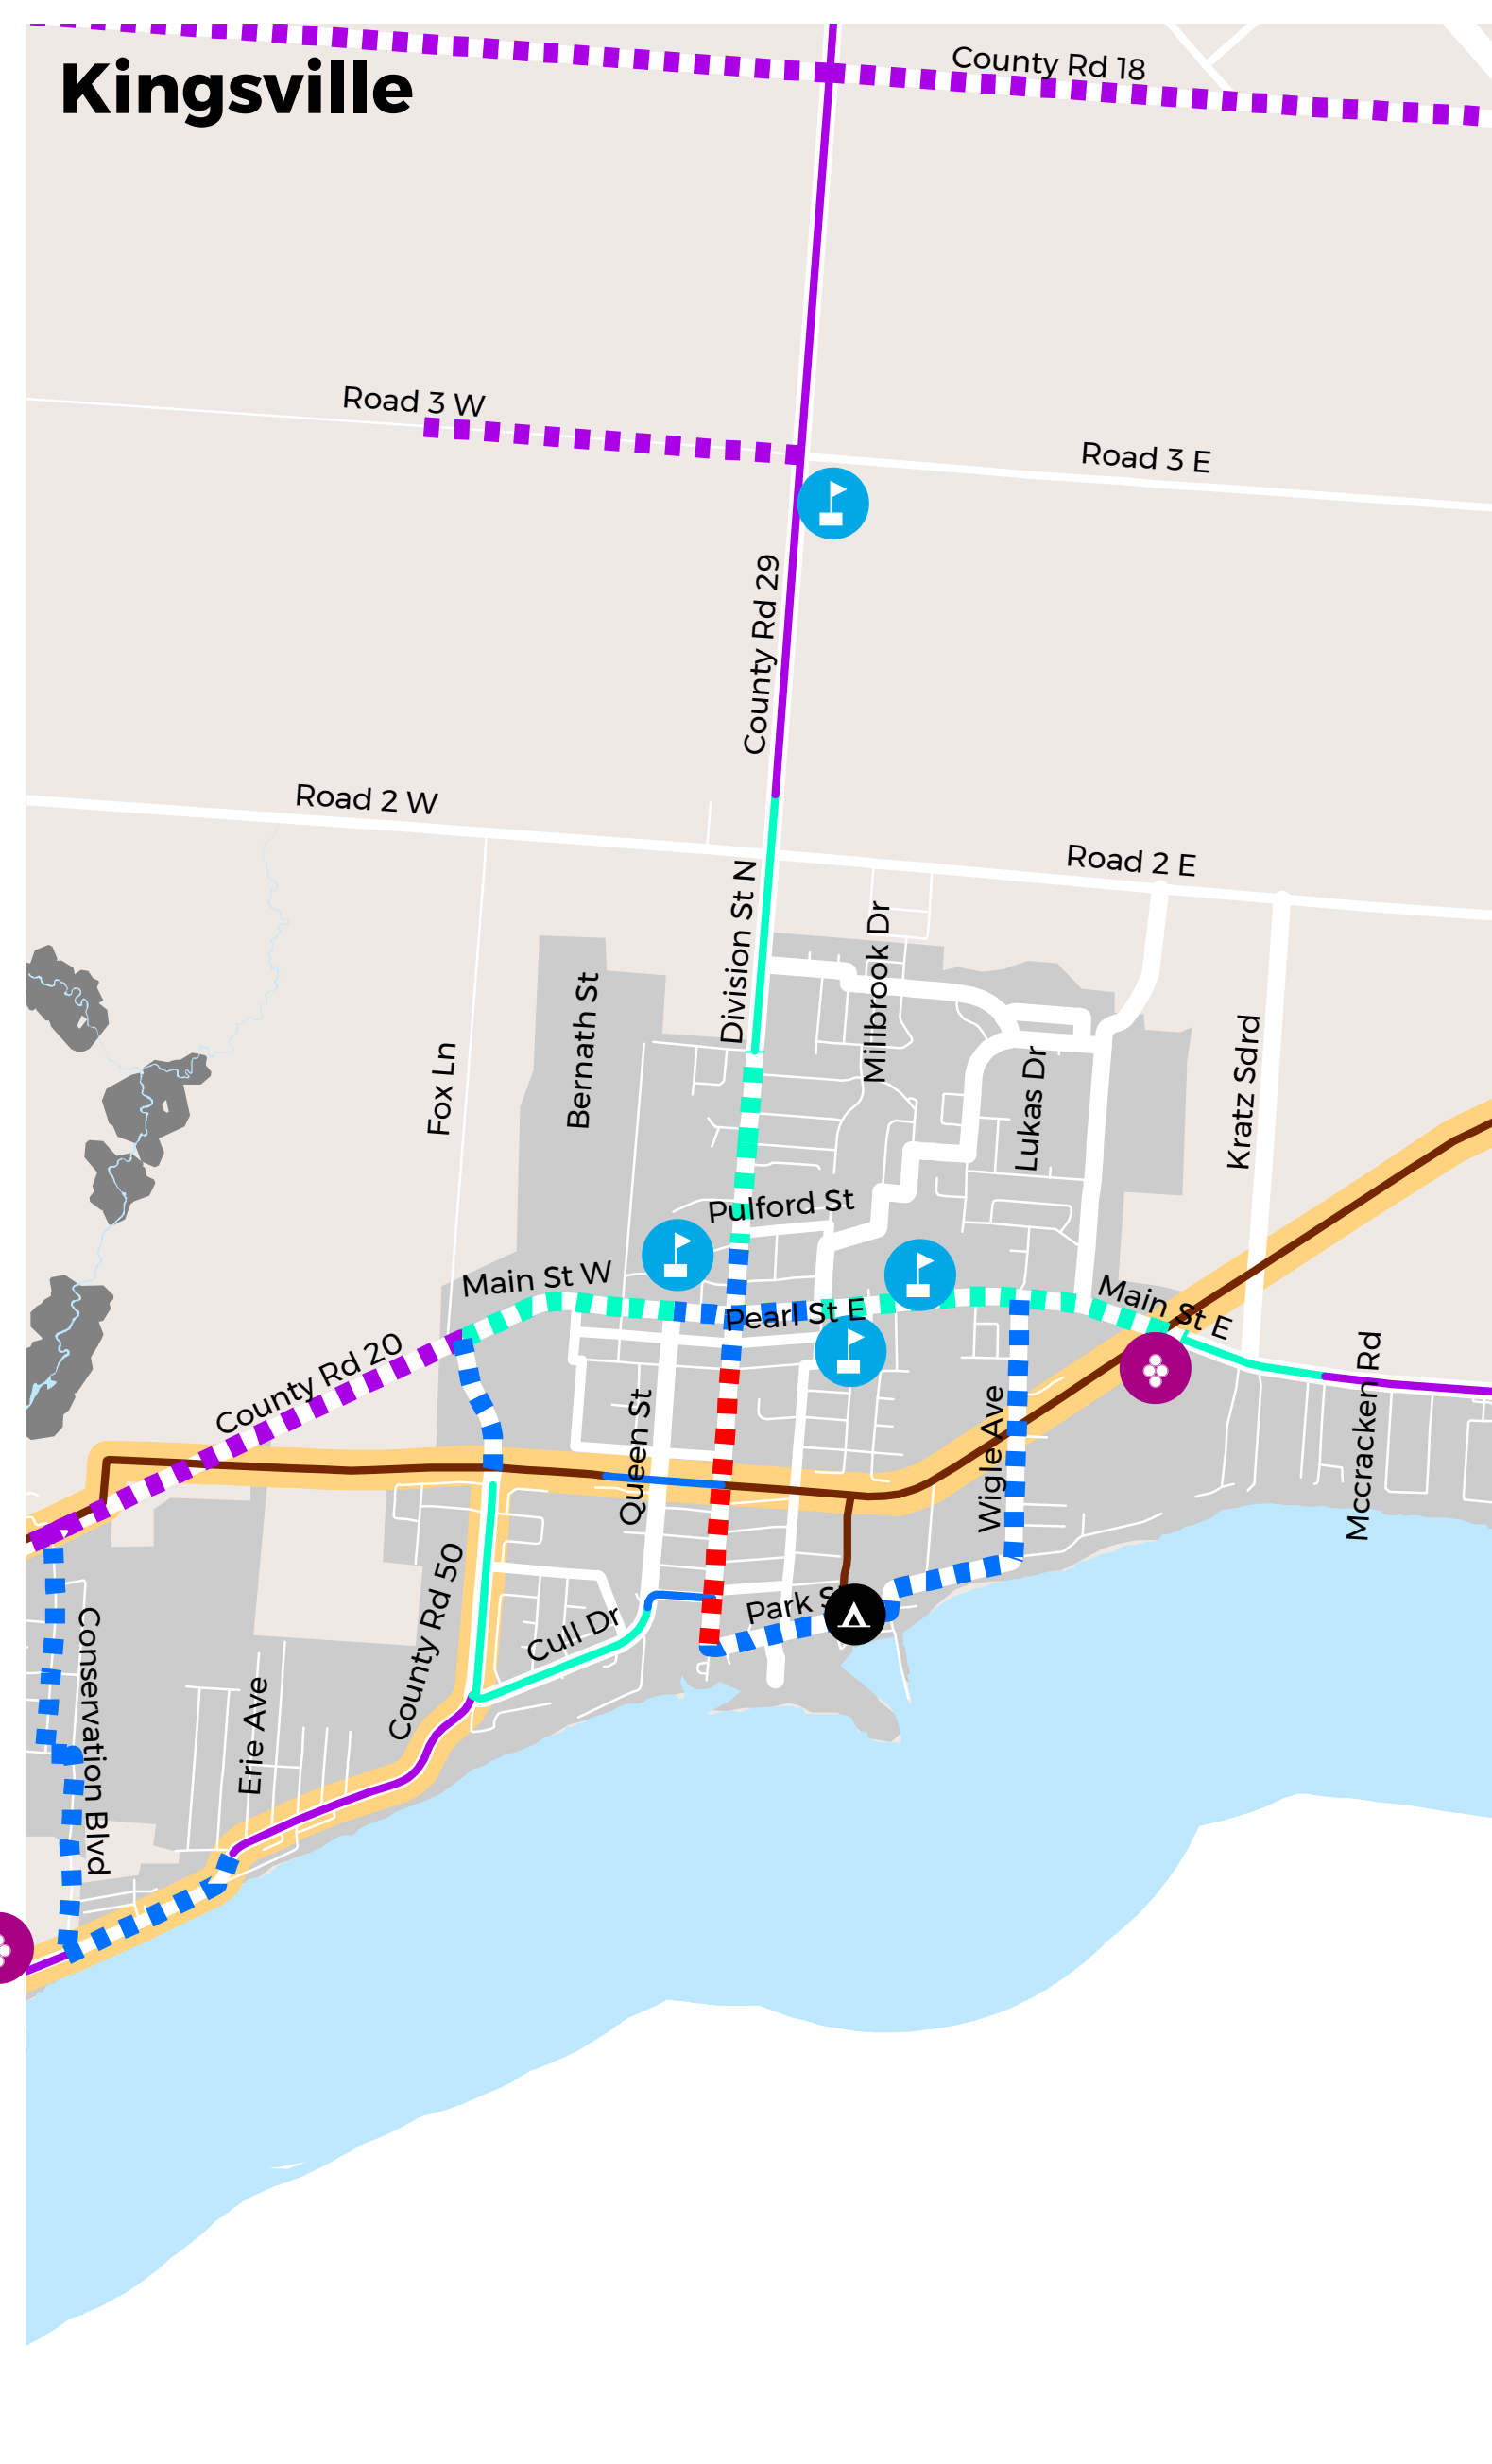 County Rd 18
Kingsville
Road 3 W
Road 3 E
County Rd 29
Road 2 W
Road 2 E
Division St N
Millbrook Dr
Bernath St
Fox Ln
Lukas Dr
Kratz Sdrd
Pulford St
Main St W
Main St E
Pearl St E
County Rd 20
Queen St
Wigle Ave
Mccracken Rd
County Rd 50
Cull Dr
Park S
Conservation Blvd
Erie Ave